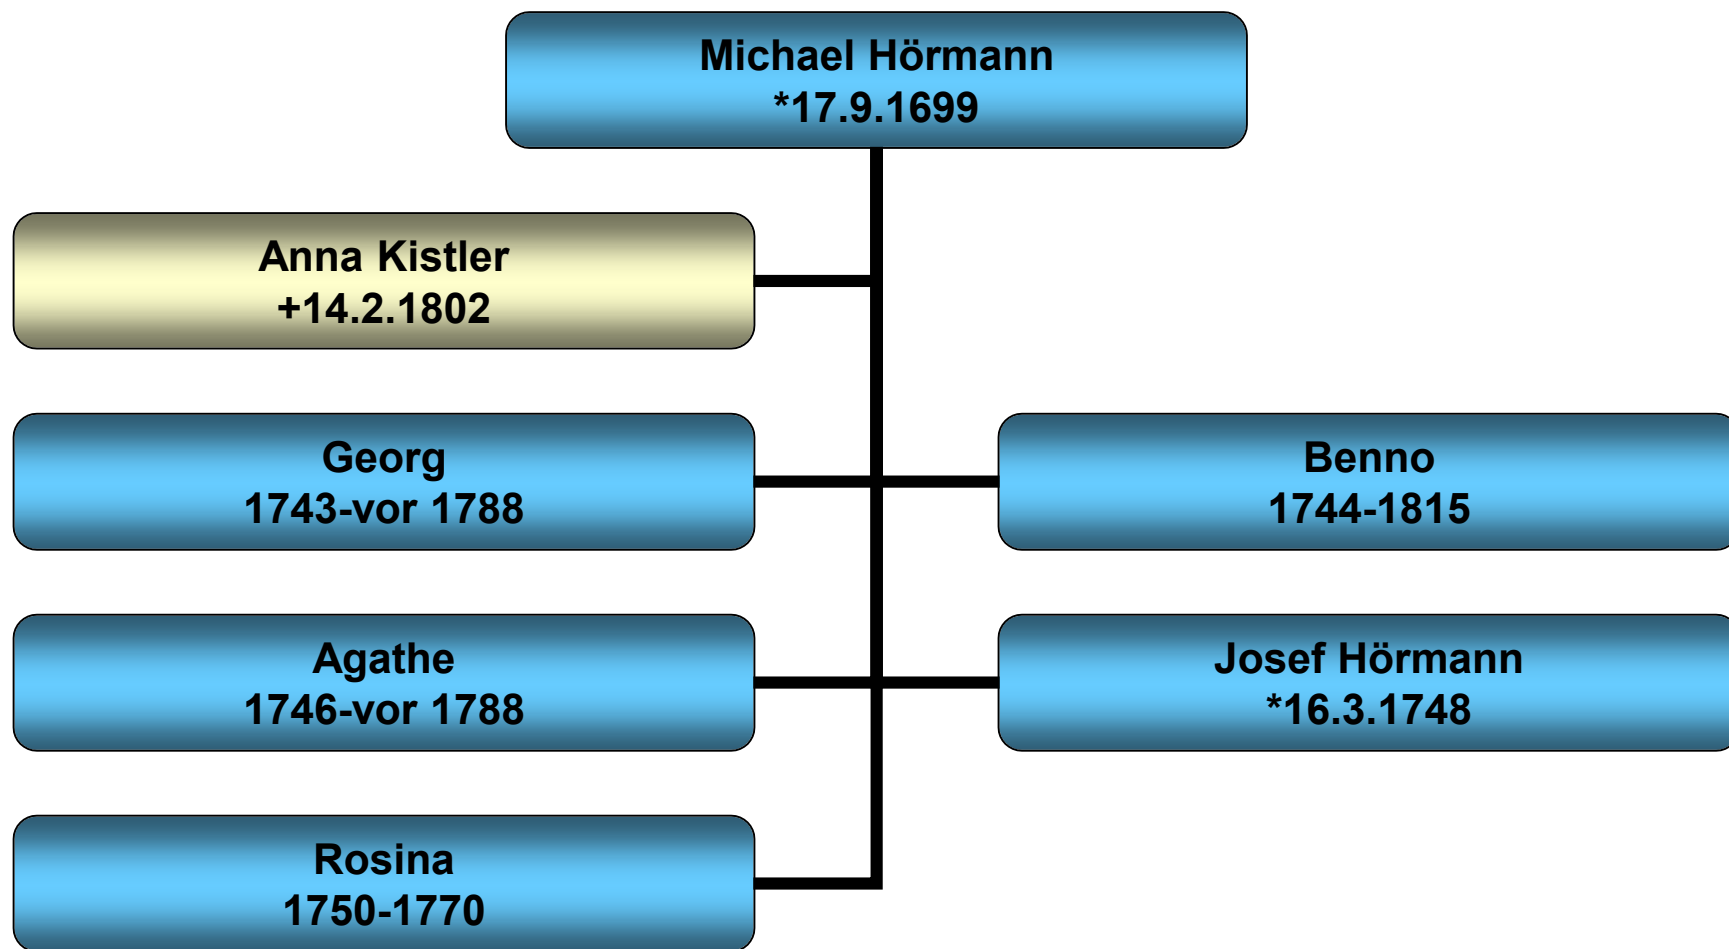 Michael Hörmann
*17.9.1699
Anna Kistler
+14.2.1802
Georg
1743-vor 1788
Benno
1744-1815
Agathe
1746-vor 1788
Josef Hörmann
*16.3.1748
Rosina
1750-1770